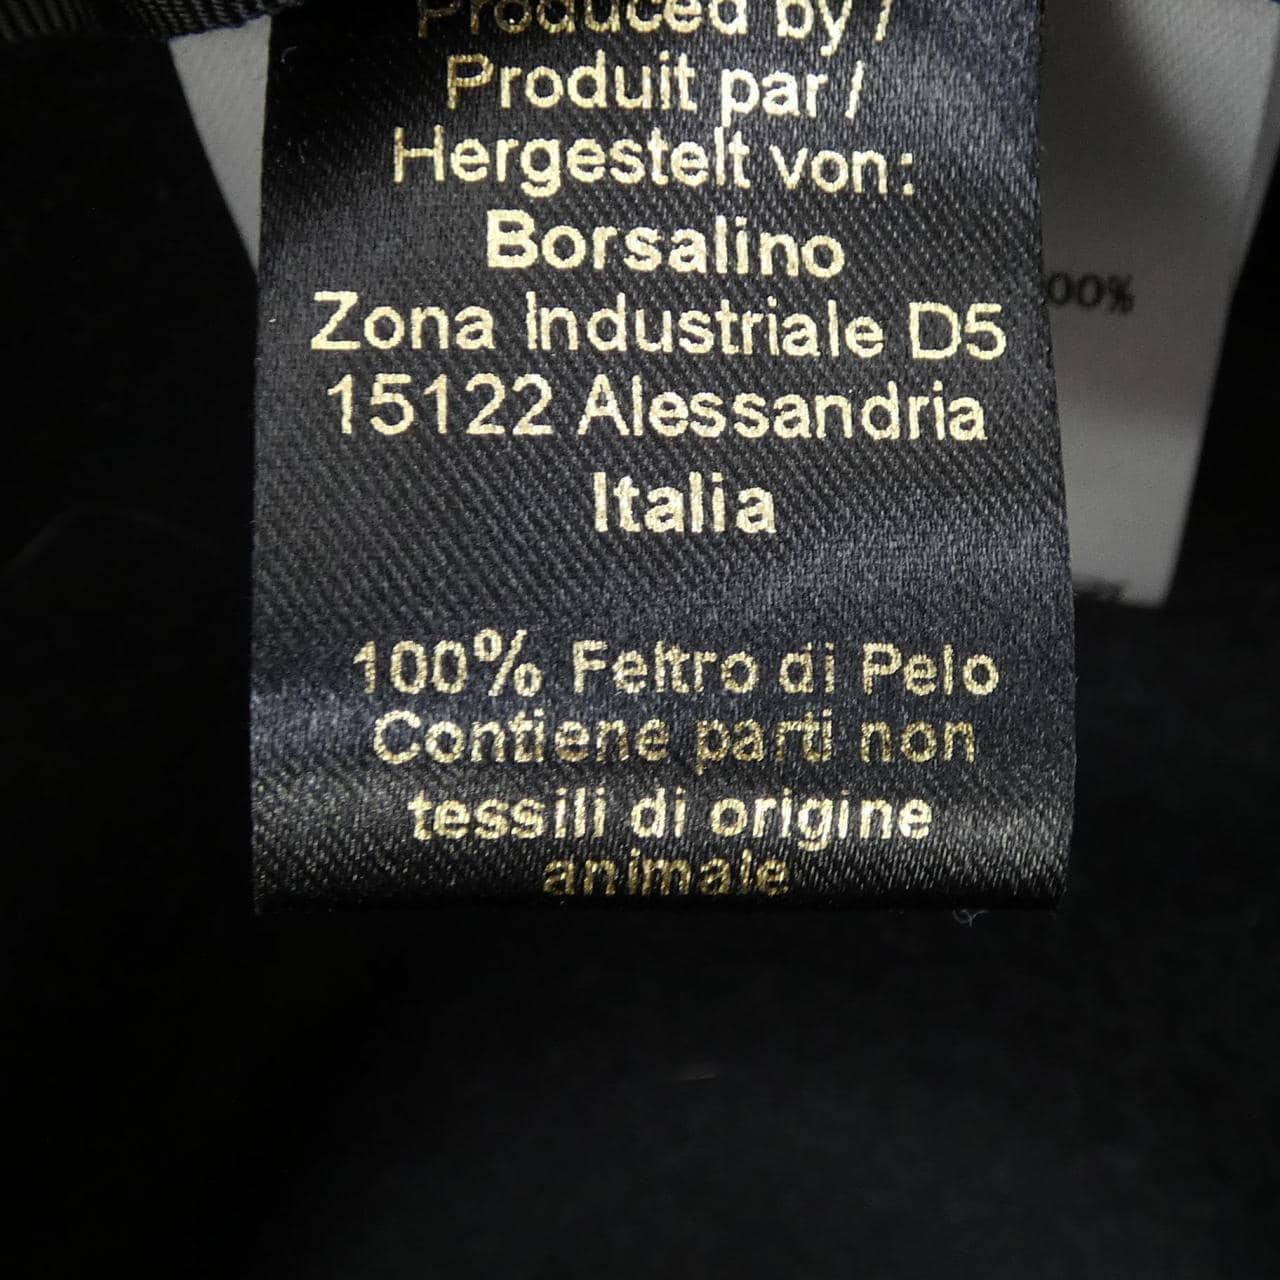 Produced by /
Produit par /
Hergestelt von:
Borsalino
Zona Industriale D5
15122 Alessandria
Italia
100% Feltro di Pelo
Contiene parti non
tessili di origine
animale
00%